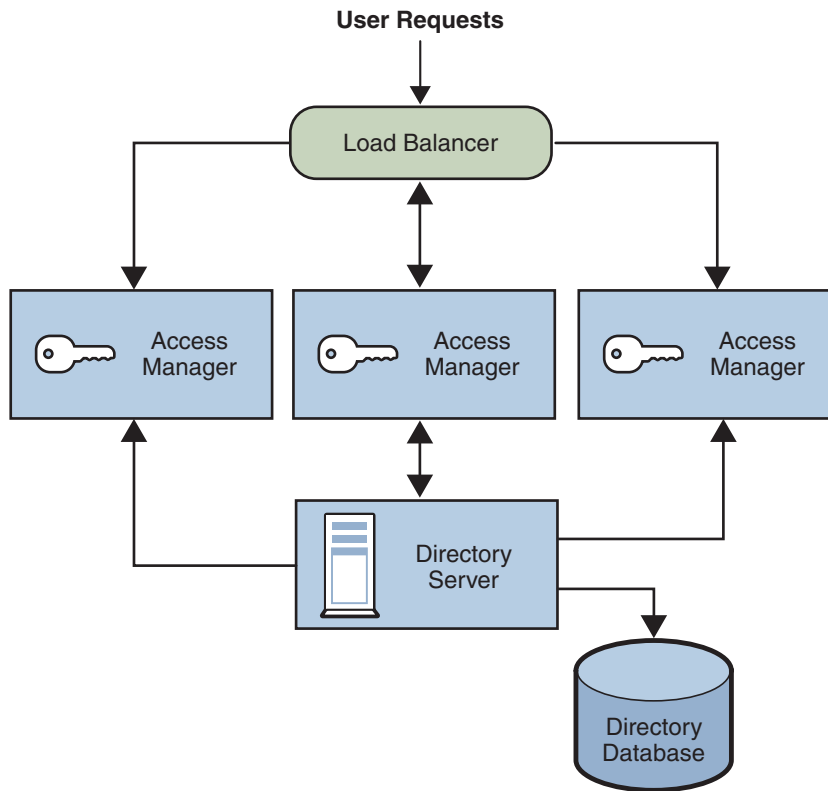 User Requests
Load Balancer
Access
Manager
Access
Manager
Access
Manager
Directory
Server
Directory
Database